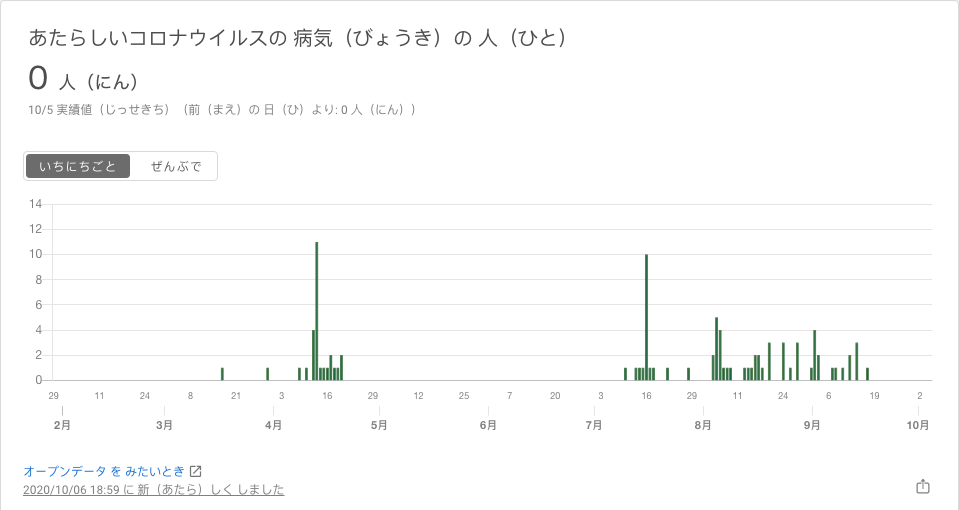 あたらしいコロナウイルスの 病気（びょうき）の 人（ひと）
0 人（にん）
10/5 実績値（じっせきち）（前（まえ）の 日（ひ）より: 0 人（にん））
いちにちごと ぜんぶで
14
12
10
8
6
4
2
0
29 11 24 8 21 3 16 29 12 25 7 20 3 16 29 11 24 6 19 2
2月 3月 4月 5月 6月 7月 8月 9月 10月
オープンデータ を みたいとき
2020/10/06 18:59 に 新（あたら）しく しました